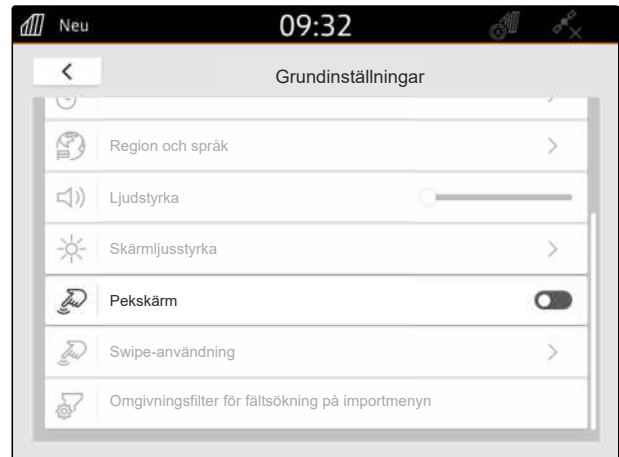 Neu
09:32
Grundinställningar
Region och språk
Ljudstyrka
Skärmljusstyrka
Pekskärm
Swipe-användning
Omgivningsfilter för fältsökning på importmenyn